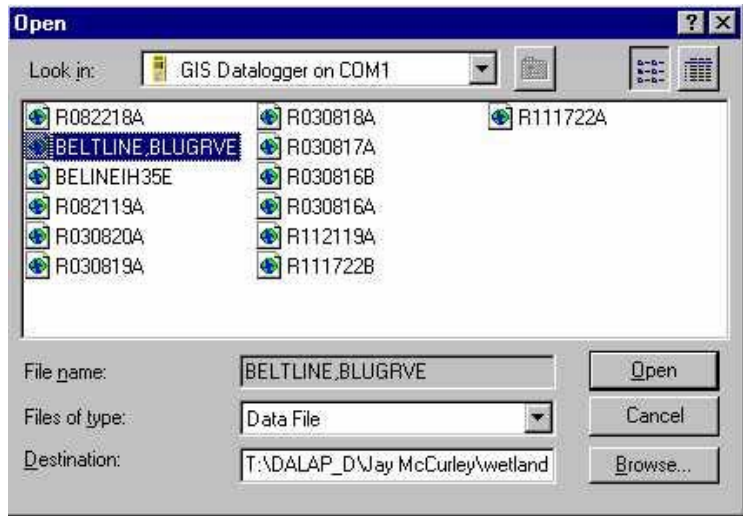 Open
Look in: GIS Datalogger on COM1
R082218A R030818A R111722A
BELTLINE,BLUGRVE R030817A
BELINEIH35E R030816B
R082119A R030816A
R030820A R112119A
R030819A R111722B
File name: BELTLINE,BLUGRVE Open
Files of type: Data File Cancel
Destination: T:\DALAP_D\Jay McCurley\wetland Browse...